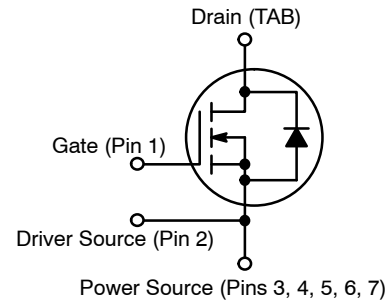 Drain (TAB)
Gate (Pin 1)
Driver Source (Pin 2)
Power Source (Pins 3, 4, 5, 6, 7)